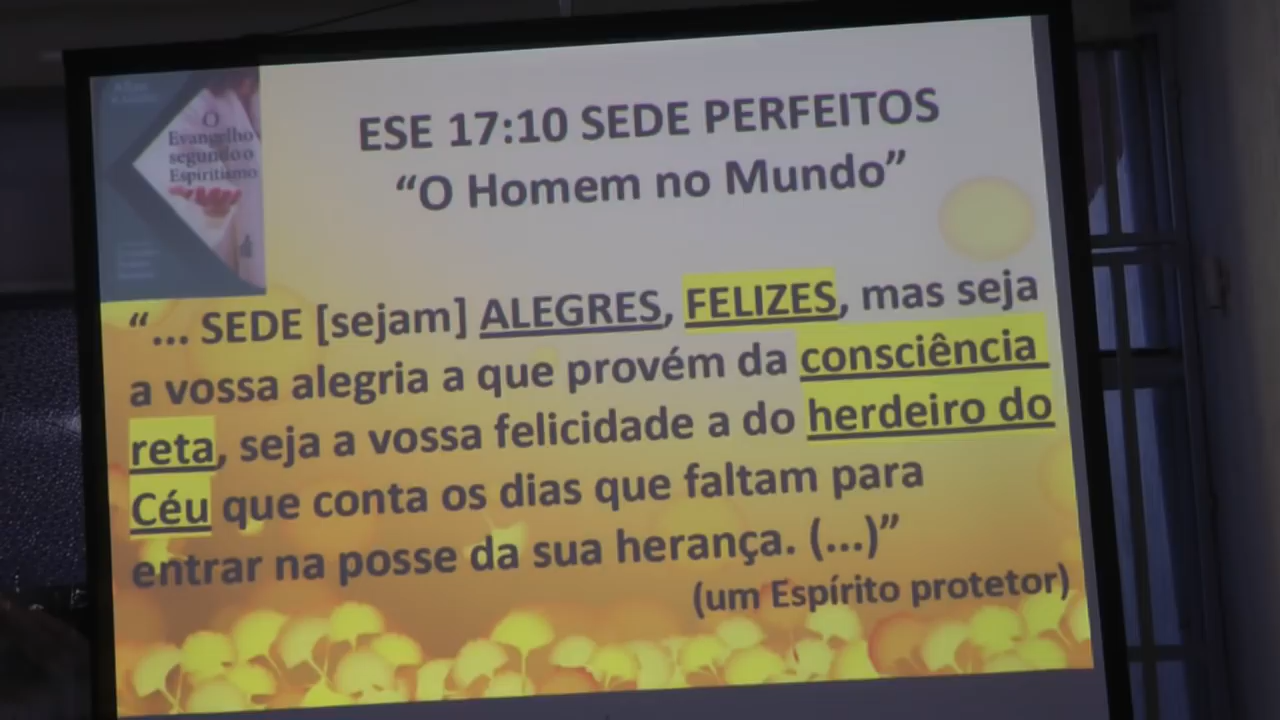 O
Evangelho
segundo o
Espiritismo
ESE 17:10 SEDE PERFEITOS
“O Homem no Mundo”
“... SEDE [sejam] ALEGRES, FELIZES, mas seja
a vossa alegria a que provém da consciência
reta, seja a vossa felicidade a do herdeiro do
Céu que conta os dias que faltam para
entrar na posse da sua herança. (...)”
(um Espírito protetor)